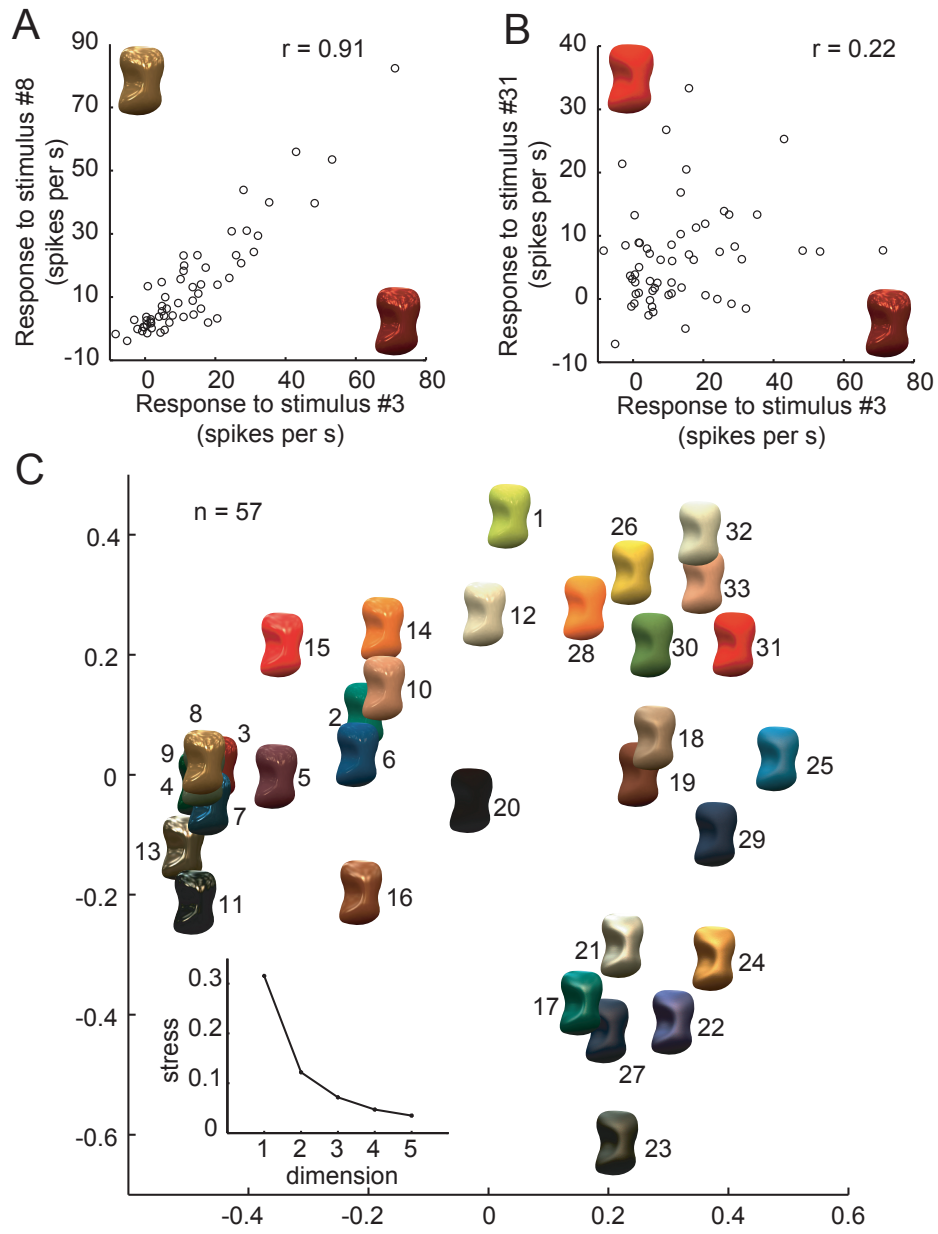 A
r = 0.91
90
70
50
30
10
-10
Response to stimulus #8
(spikes per s)
0 20 40 60 80
Response to stimulus #3
(spikes per s)
B
r = 0.22
40
30
20
10
0
-10
Response to stimulus #31
(spikes per s)
0 20 40 60 80
Response to stimulus #3
(spikes per s)
C
n = 57
0.4
0.2
0
-0.2
-0.4
-0.6
-0.4 -0.2 0 0.2 0.4 0.6
1
26
32
33
12
28
30
31
15
14
10
2
6
8
3
9
4
5
7
13
11
20
16
18
19
25
29
21
24
17
22
27
23
0.3
0.2
0.1
0
stress
1 2 3 4 5
dimension